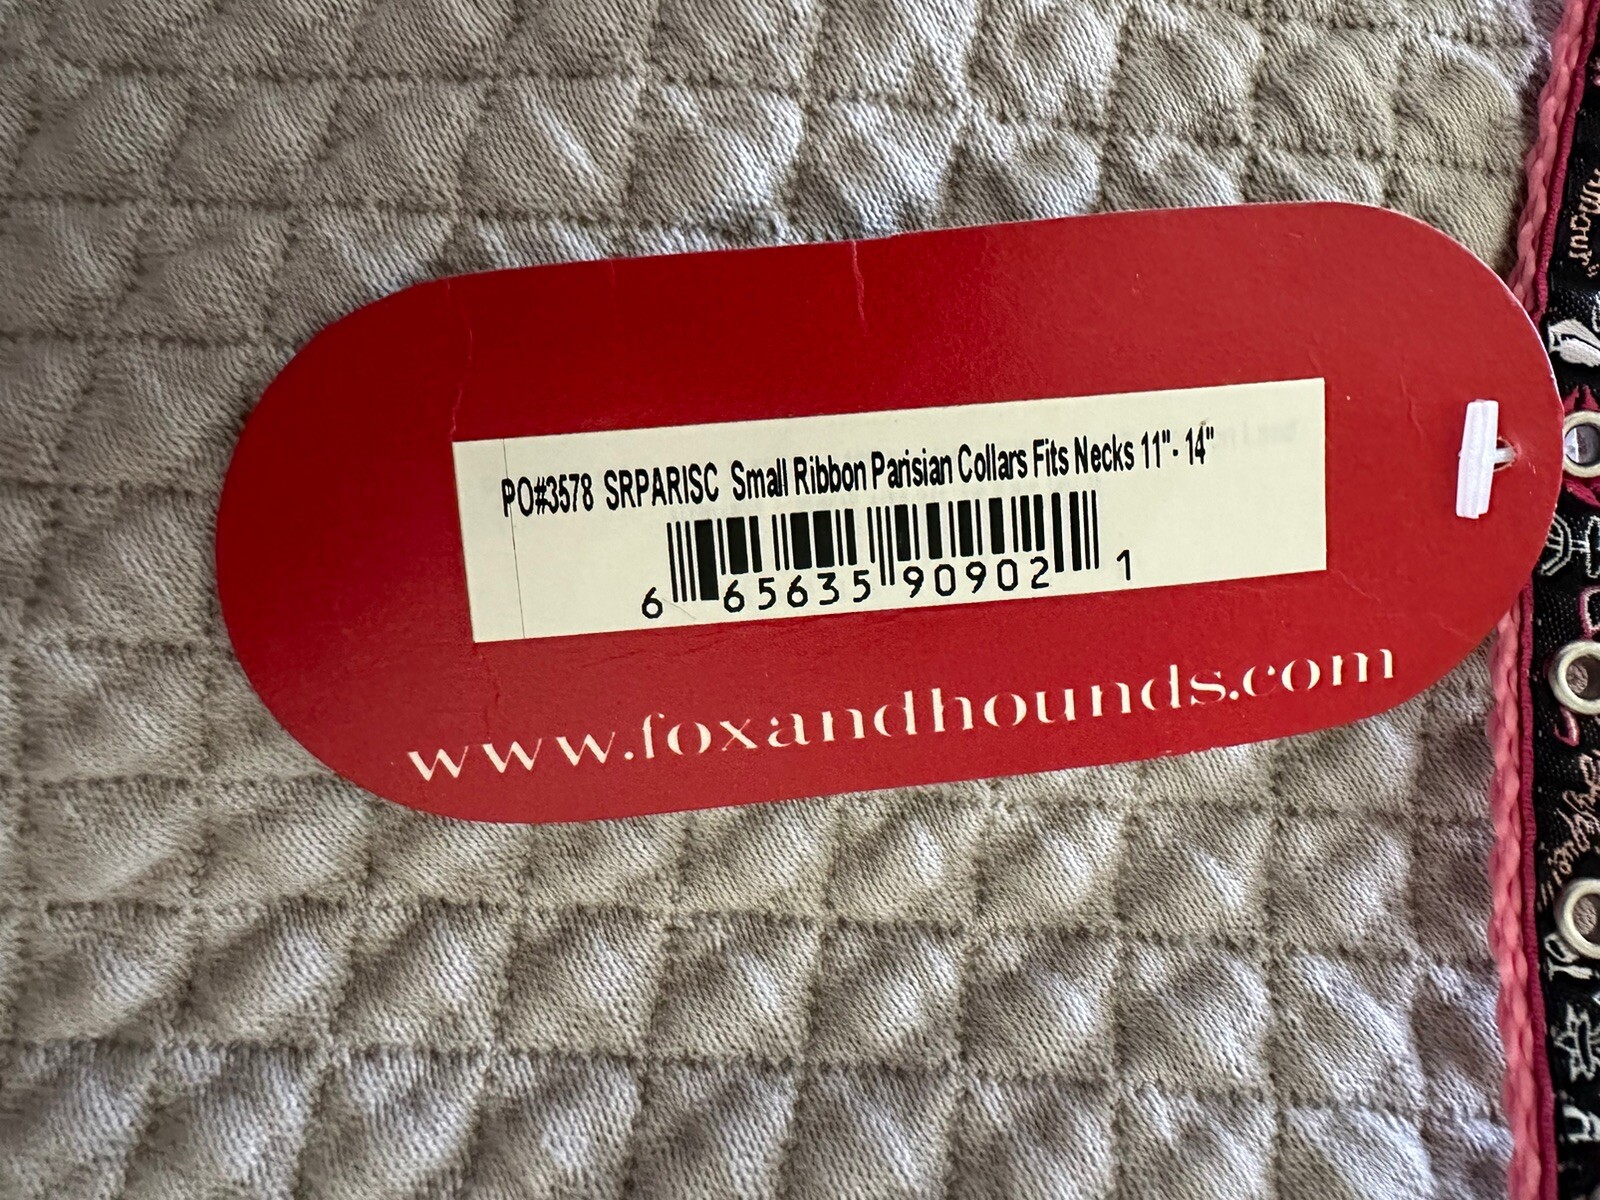 PO#3578 SRPARISC Small Ribbon Parisian Collars Fits Necks 11"- 14"
6 65635 90902 1
www.foxandhounds.com